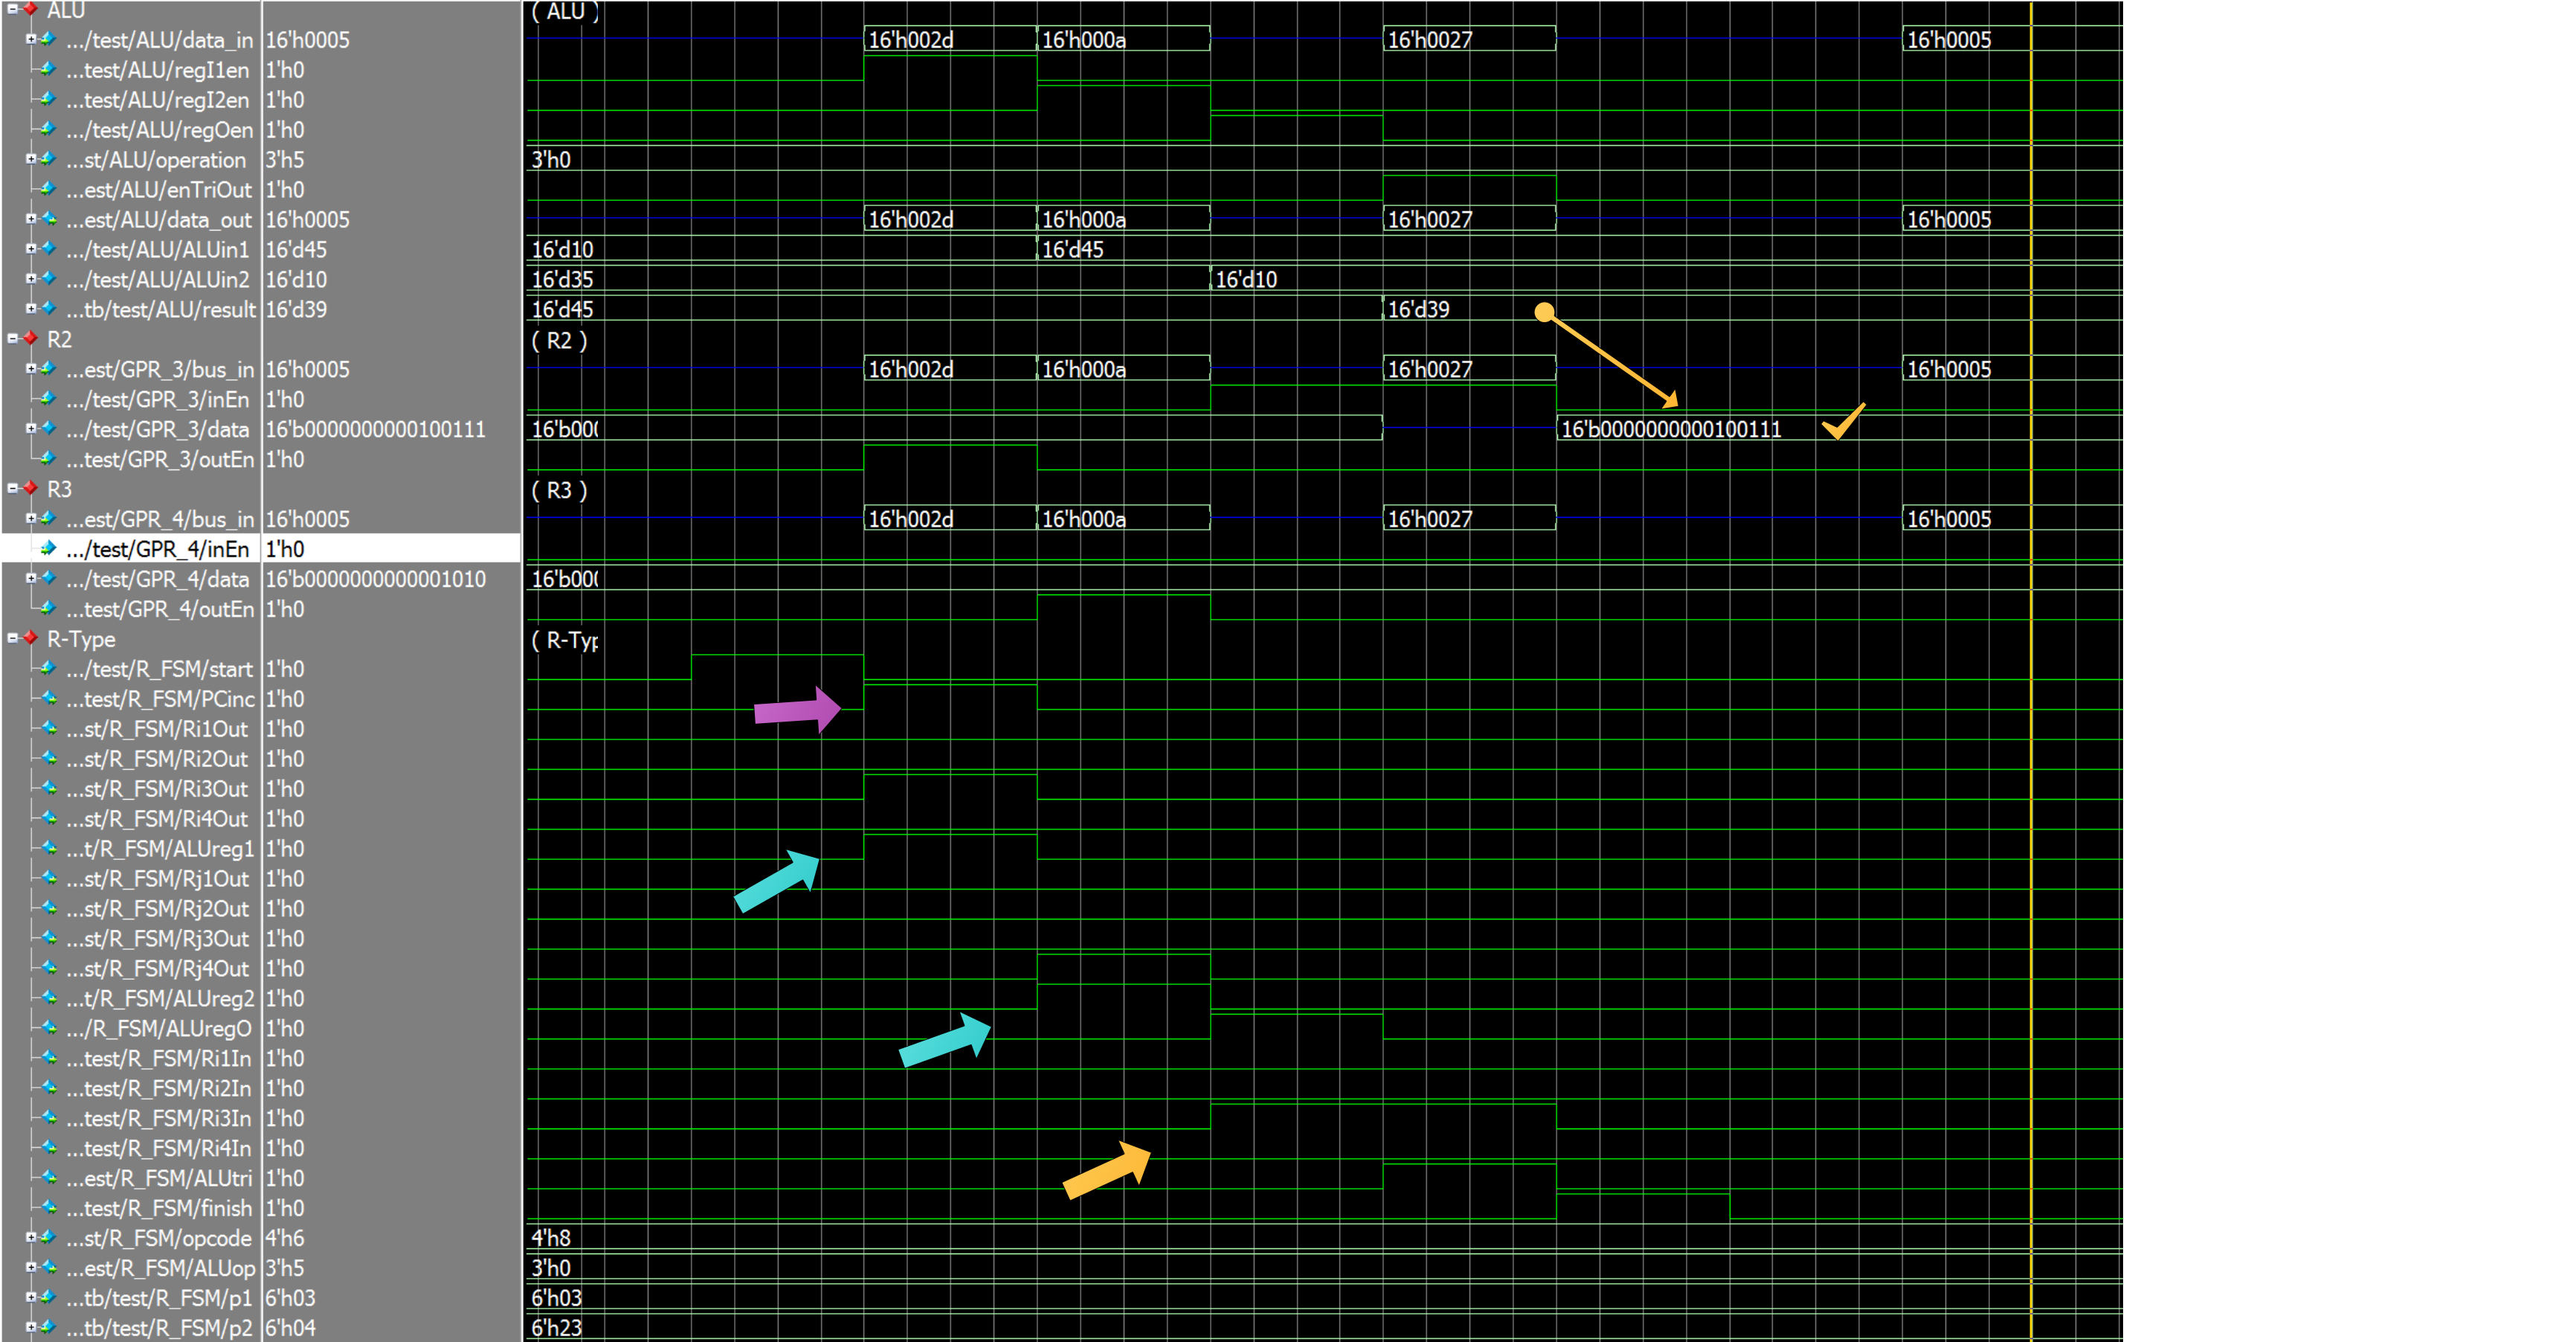 ALU ( ALU )
.../test/ALU/data_in 16'h0005 16'h002d 16'h000a 16'h0027 16'h0005
...test/ALU/regI1en 1'h0
...test/ALU/regI2en 1'h0
.../test/ALU/regOen 1'h0
...st/ALU/operation 3'h5 3'h0
...est/ALU/enTriOut 1'h0
...est/ALU/data_out 16'h0005 16'h002d 16'h000a 16'h0027 16'h0005
.../test/ALU/ALUin1 16'd45 16'd10 16'd45
.../test/ALU/ALUin2 16'd10 16'd35 16'd10
...tb/test/ALU/result 16'd39 16'd45 16'd39
R2 ( R2 )
...est/GPR_3/bus_in 16'h0005 16'h002d 16'h000a 16'h0027 16'h0005
.../test/GPR_3/inEn 1'h0
.../test/GPR_3/data 16'b0000000000100111 16'b000 16'b0000000000100111
...test/GPR_3/outEn 1'h0
R3 ( R3 )
...est/GPR_4/bus_in 16'h0005 16'h002d 16'h000a 16'h0027 16'h0005
.../test/GPR_4/inEn 1'h0
.../test/GPR_4/data 16'b0000000000001010 16'b000
...test/GPR_4/outEn 1'h0
R-Type ( R-Typ
.../test/R_FSM/start 1'h0
...test/R_FSM/PCinc 1'h0
...st/R_FSM/Ri1Out 1'h0
...st/R_FSM/Ri2Out 1'h0
...st/R_FSM/Ri3Out 1'h0
...st/R_FSM/Ri4Out 1'h0
...t/R_FSM/ALUreg1 1'h0
...st/R_FSM/Rj1Out 1'h0
...st/R_FSM/Rj2Out 1'h0
...st/R_FSM/Rj3Out 1'h0
...st/R_FSM/Rj4Out 1'h0
...t/R_FSM/ALUreg2 1'h0
.../R_FSM/ALUregO 1'h0
...test/R_FSM/Ri1In 1'h0
...test/R_FSM/Ri2In 1'h0
...test/R_FSM/Ri3In 1'h0
...test/R_FSM/Ri4In 1'h0
...est/R_FSM/ALUtri 1'h0
...test/R_FSM/finish 1'h0
...st/R_FSM/opcode 4'h6 4'h8
...est/R_FSM/ALUop 3'h5 3'h0
...tb/test/R_FSM/p1 6'h03 6'h03
...tb/test/R_FSM/p2 6'h04 6'h23